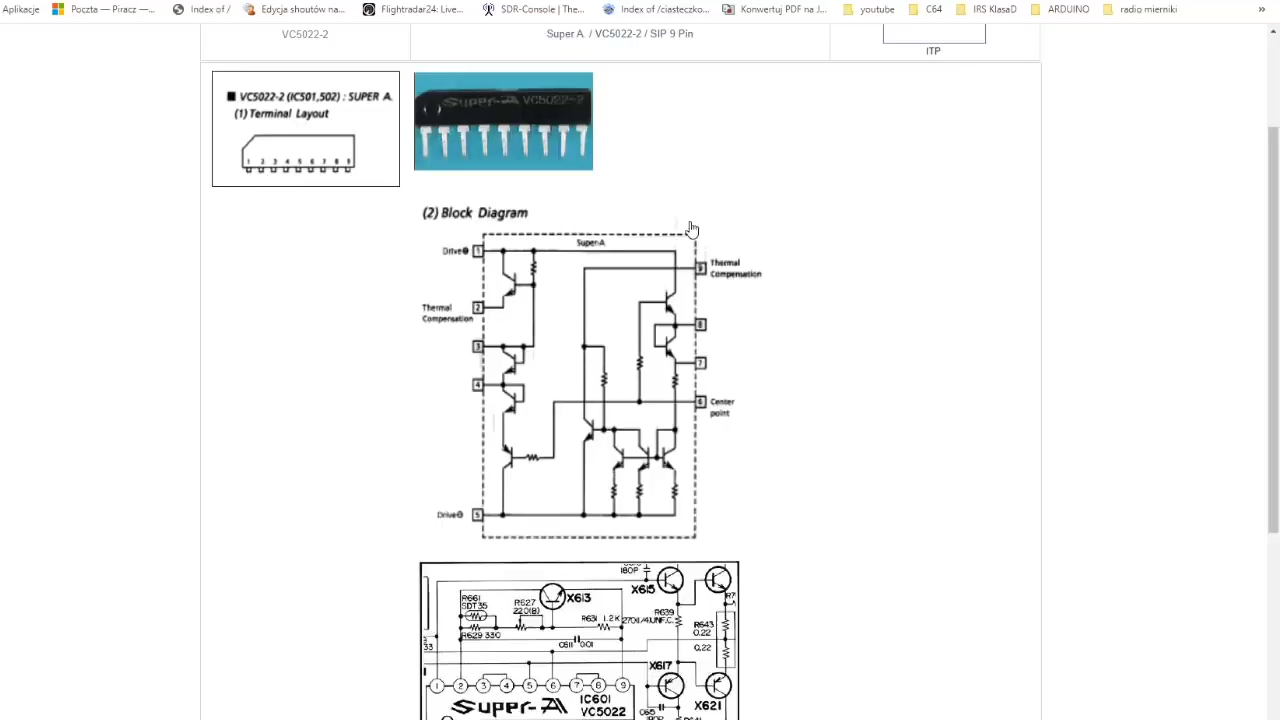 Aplikacje
Poczta — Piracz —...
Index of /
Edycja shoutów na...
Flightradar24: Live...
SDR-Console | The...
Index of /ciasteczko...
Konwertuj PDF na J...
youtube
C64
IRS KlasaD
ARDUINO
radio mierniki
»
VC5022-2
Super A. / VC5022-2 / SIP 9 Pin
ITP
■ VC5022-2 (IC501,502) : SUPER A.
(1) Terminal Layout
1 2 3 4 5 6 7 8 9
Super-A VC5022-2
(2) Block Diagram
Super-A
Drive⊕ 1
9 Thermal
Compensation
2
Thermal
Compensation
8
3
7
4
6 Center
point
Drive⊖ 5
180P
X615
X613
R661
SDT35
R627
220(B)
R631 1.2K
R639
R7
R643
0.22
R629 330
C611 0.01
33
0.22
X617
1 2 3 4 5 6 7 8 9
Super-A
IC601
VC5022
X621
180P